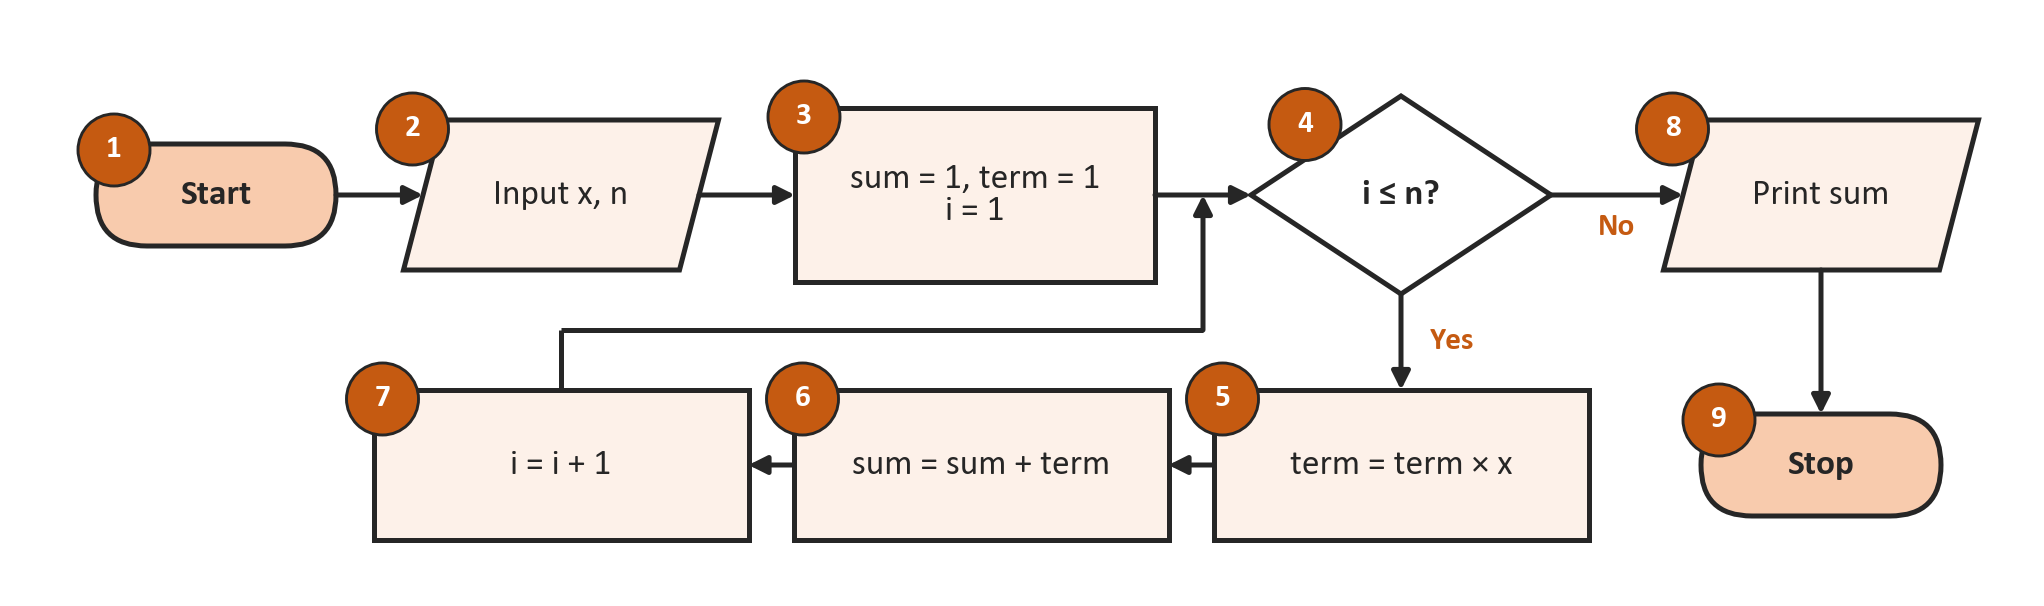 1
Start
2
Input x, n
3
sum = 1, term = 1
i = 1
4
i ≤ n?
No
Yes
8
Print sum
7
i = i + 1
6
sum = sum + term
5
term = term × x
9
Stop